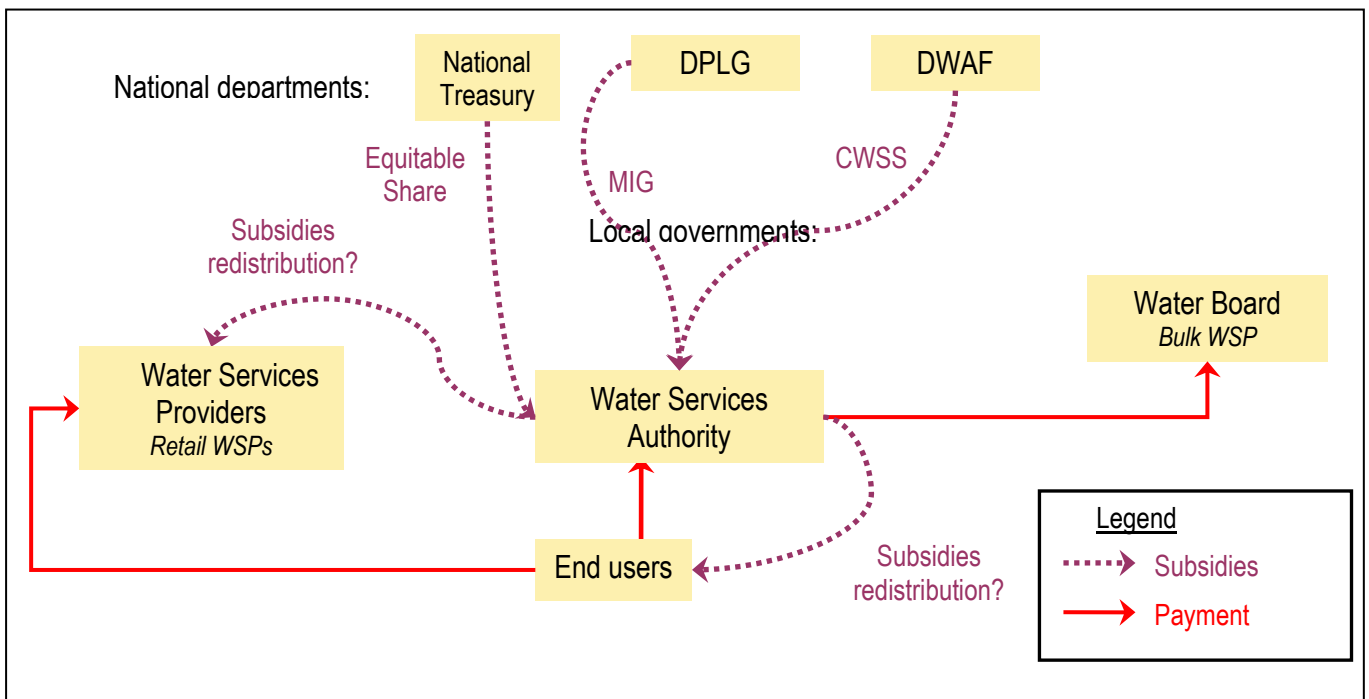 National departments:
National
Treasury
DPLG
DWAF
Equitable
Share
MIG
CWSS
Local governments:
Subsidies
redistribution?
Water Board
Bulk WSP
Water Services
Providers
Retail WSPs
Water Services
Authority
End users
Subsidies
redistribution?
Legend
Subsidies
Payment